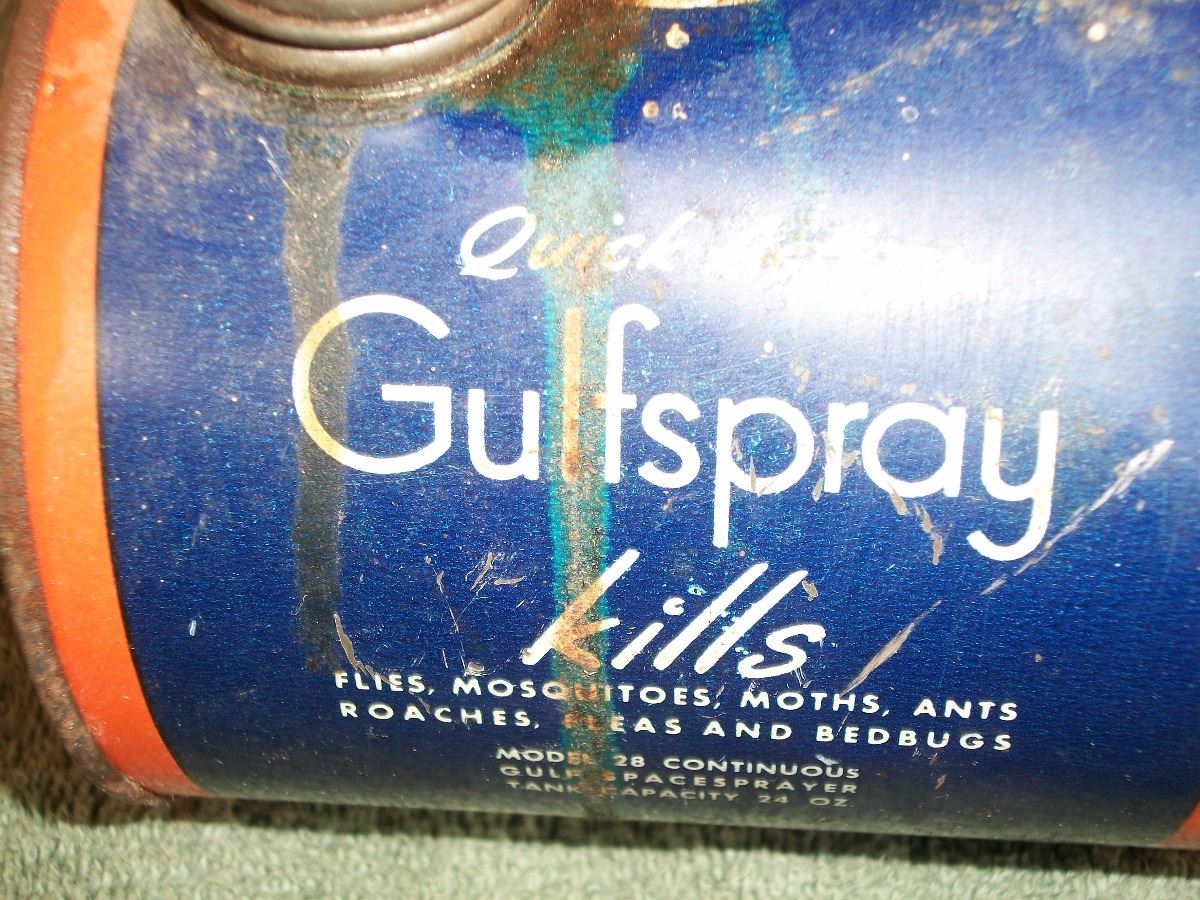 Quick
Gulfspray
kills
FLIES, MOSQUITOES, MOTHS, ANTS
ROACHES, FLEAS AND BEDBUGS
MODEL 28 CONTINUOUS
GULF SPACESPRAYER
TANK CAPACITY 24 OZ.